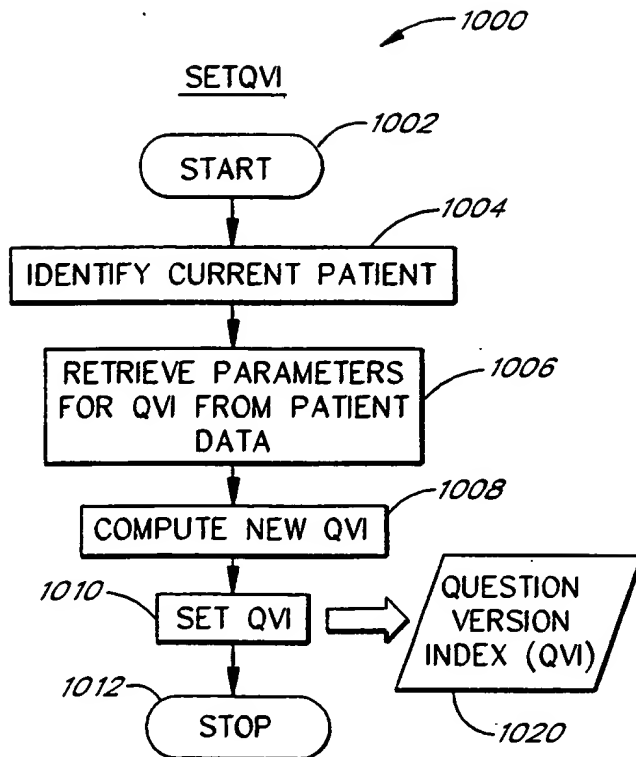 1000
SETQVI
1002
START
1004
IDENTIFY CURRENT PATIENT
RETRIEVE PARAMETERS
FOR QVI FROM PATIENT
DATA
1006
1008
COMPUTE NEW QVI
1010
SET QVI
QUESTION
VERSION
INDEX (QVI)
1012
STOP
1020